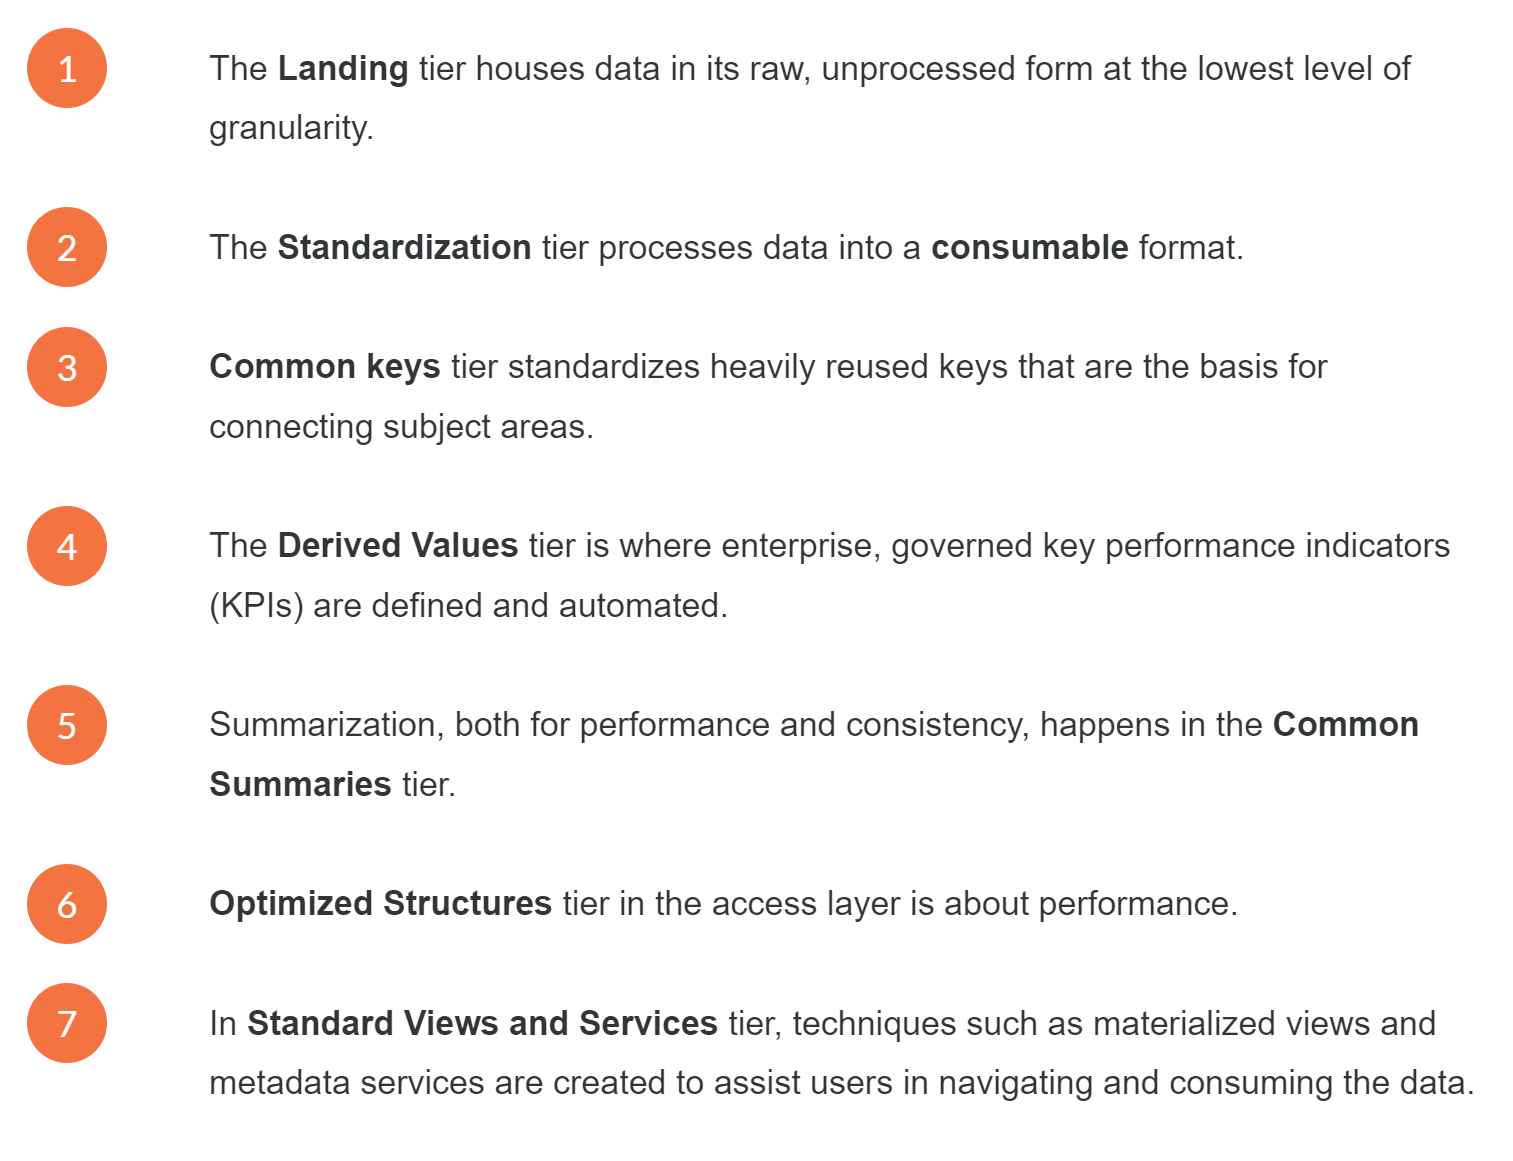 1
The Landing tier houses data in its raw, unprocessed form at the lowest level of
granularity.
2
The Standardization tier processes data into a consumable format.
3
Common keys tier standardizes heavily reused keys that are the basis for
connecting subject areas.
4
The Derived Values tier is where enterprise, governed key performance indicators
(KPIs) are defined and automated.
5
Summarization, both for performance and consistency, happens in the Common
Summaries tier.
6
Optimized Structures tier in the access layer is about performance.
7
In Standard Views and Services tier, techniques such as materialized views and
metadata services are created to assist users in navigating and consuming the data.